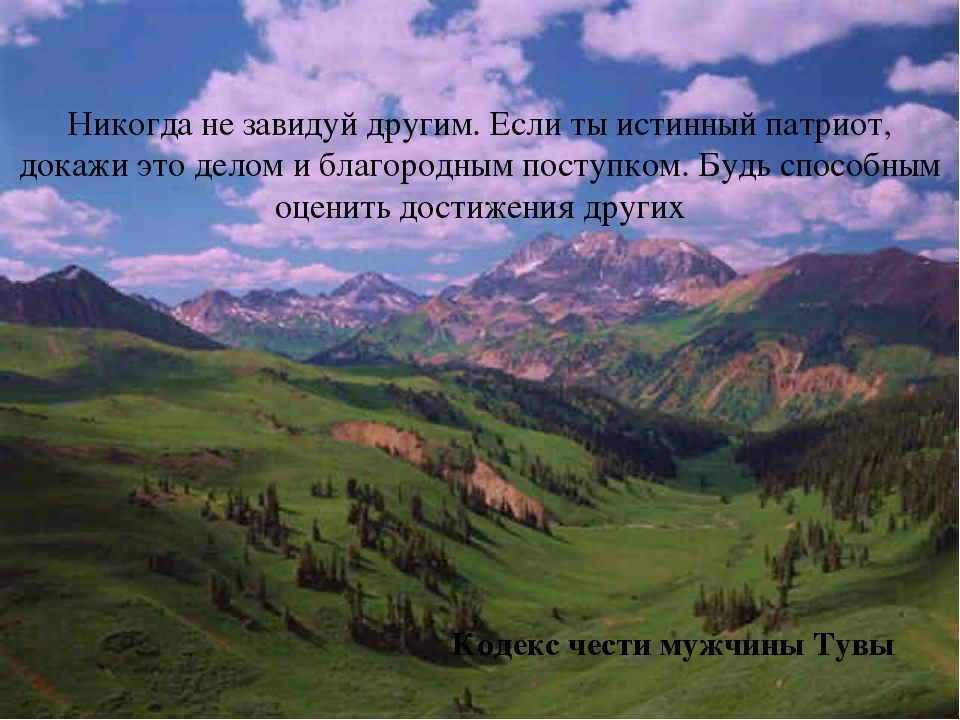 Никогда не завидуй другим. Если ты истинный патриот,
докажи это делом и благородным поступком. Будь способным
оценить достижения других
Кодекс чести мужчины Тувы